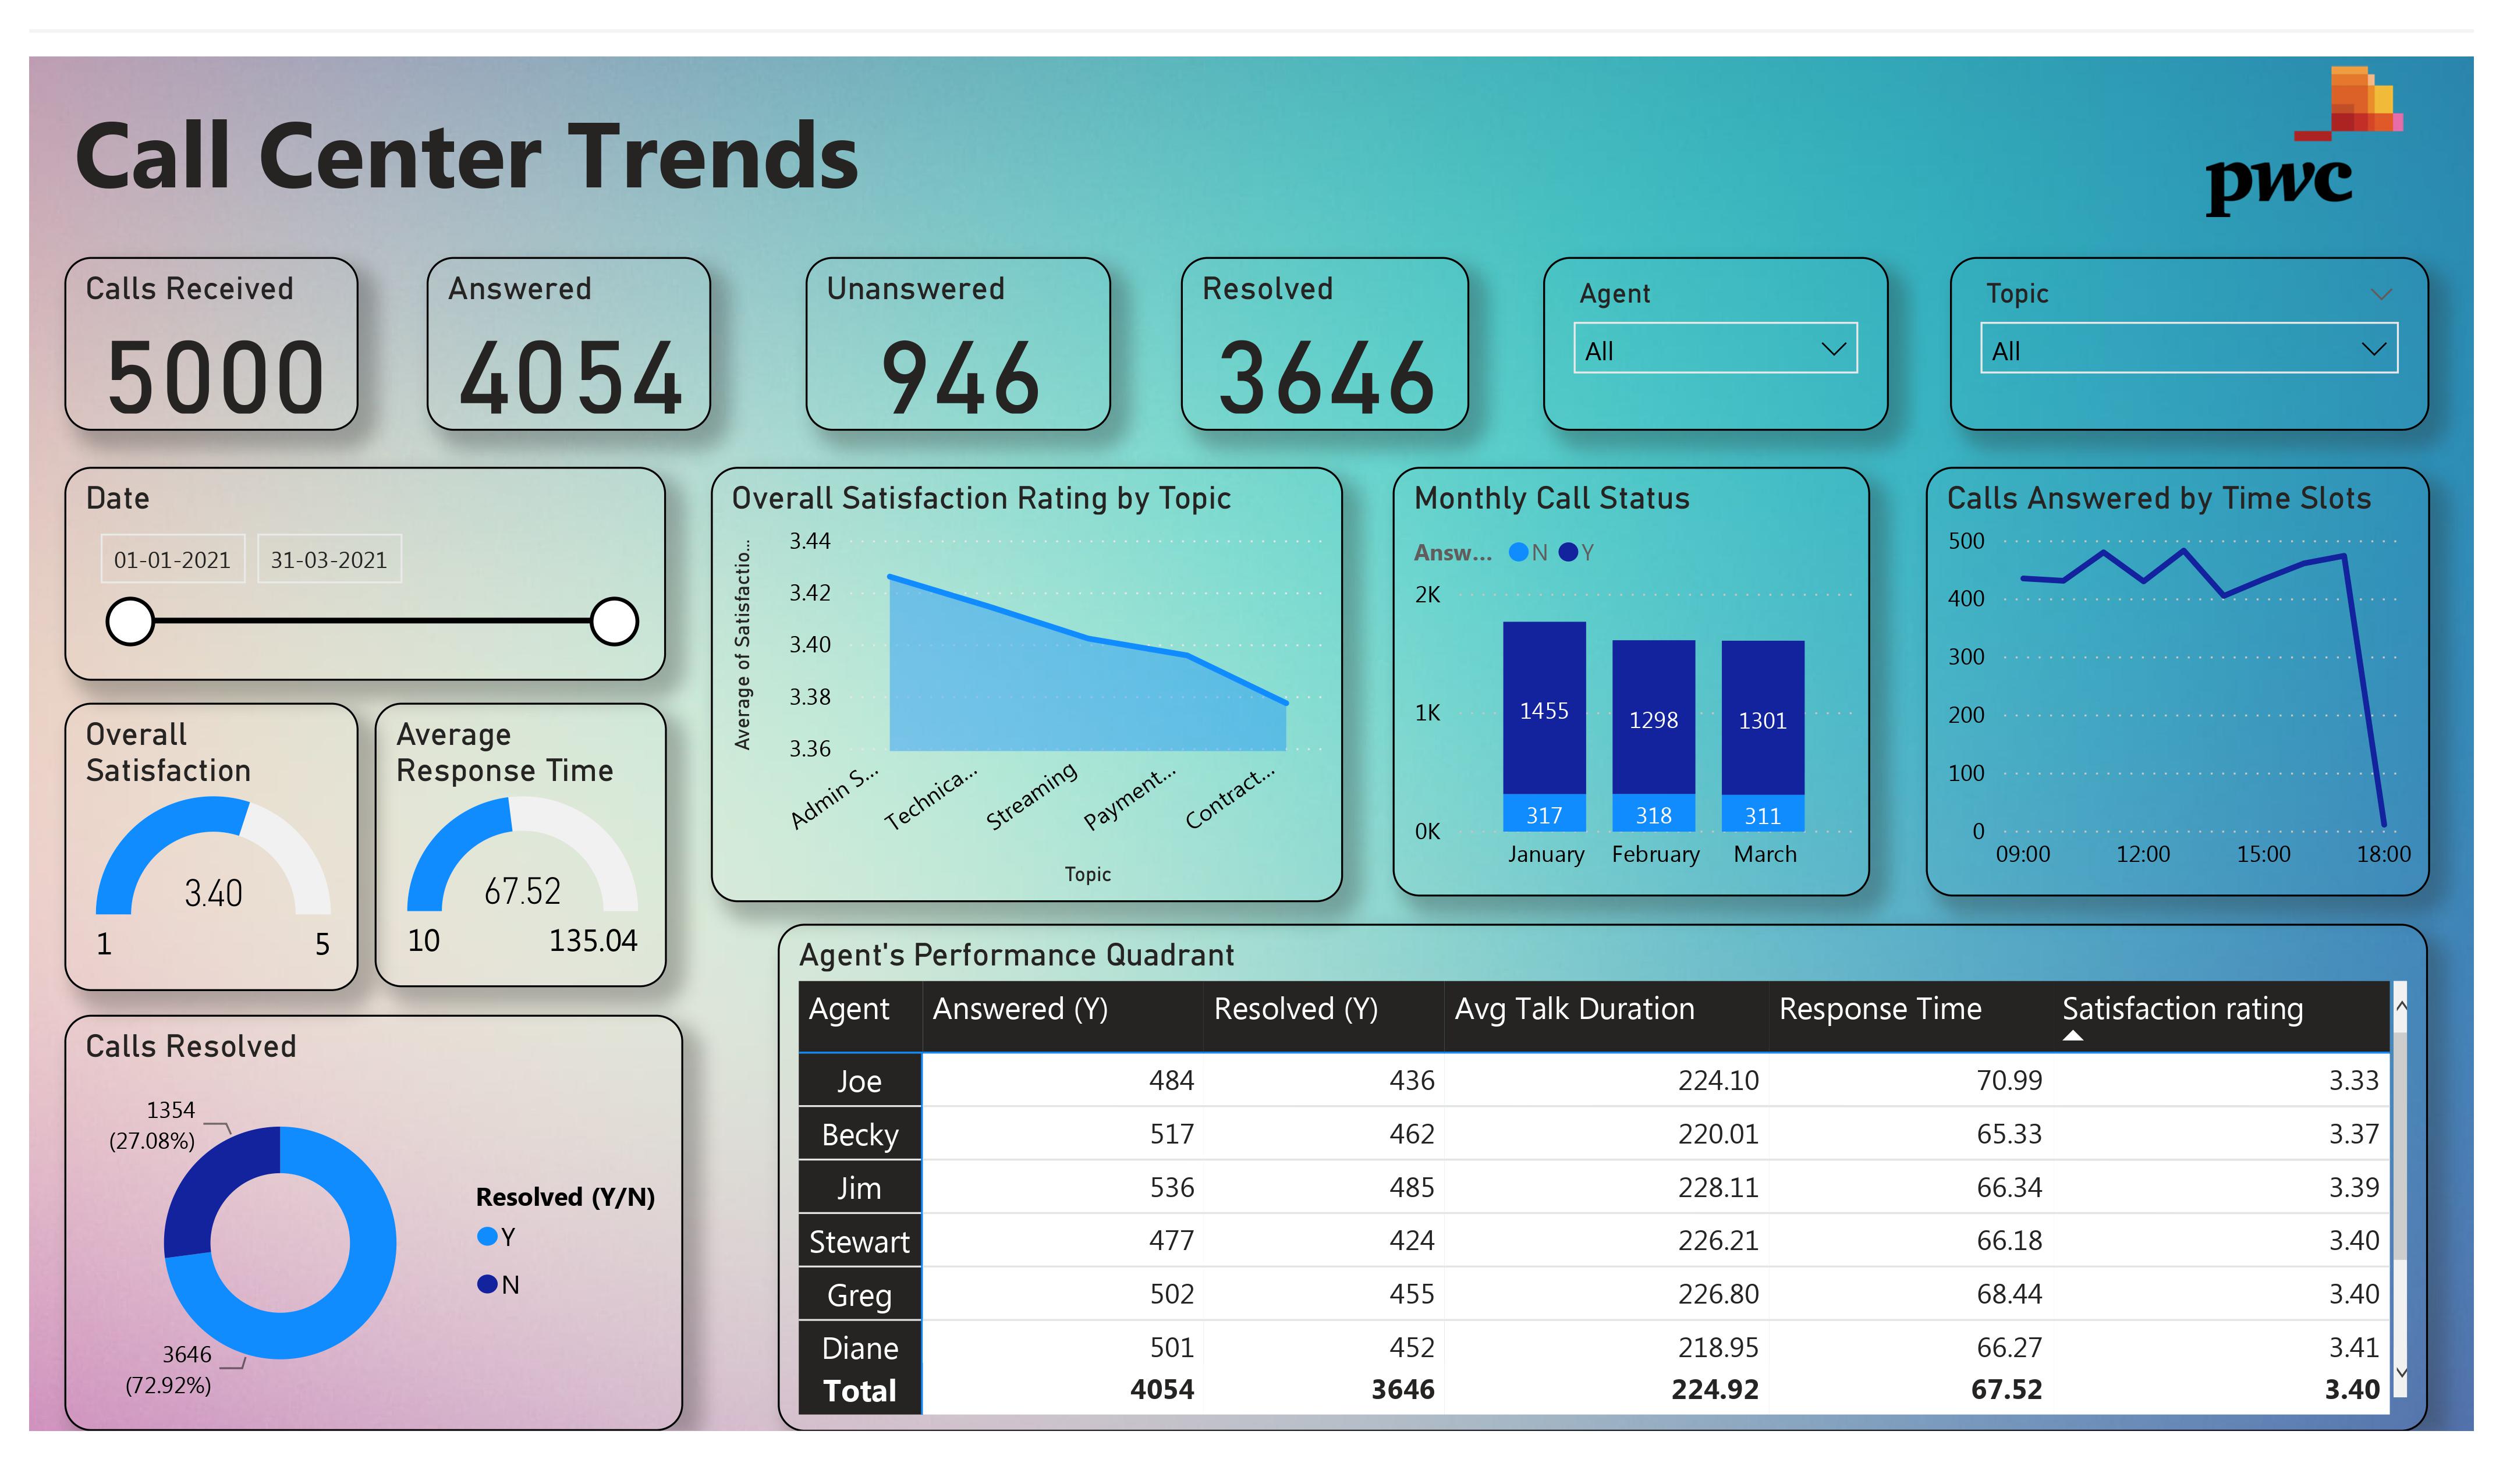 Call Center Trends
pwc
Calls Received
5000
Answered
4054
Unanswered
946
Resolved
3646
Agent
All
Topic
All
Date
01-01-2021 31-03-2021
Overall
Satisfaction
3.40
1 5
Average
Response Time
67.52
10 135.04
Calls Resolved
1354
(27.08%)
3646
(72.92%)
Resolved (Y/N)
Y
N
Overall Satisfaction Rating by Topic
Average of Satisfactio...
3.44
3.42
3.40
3.38
3.36
Admin S... Technica... Streaming Payment... Contract...
Topic
Monthly Call Status
Answ... N Y
2K
1K
0K
1455 1298 1301
317 318 311
January February March
Calls Answered by Time Slots
500
400
300
200
100
0
09:00 12:00 15:00 18:00
Agent's Performance Quadrant
Agent Answered (Y) Resolved (Y) Avg Talk Duration Response Time Satisfaction rating
Joe 484 436 224.10 70.99 3.33
Becky 517 462 220.01 65.33 3.37
Jim 536 485 228.11 66.34 3.39
Stewart 477 424 226.21 66.18 3.40
Greg 502 455 226.80 68.44 3.40
Diane 501 452 218.95 66.27 3.41
Total 4054 3646 224.92 67.52 3.40